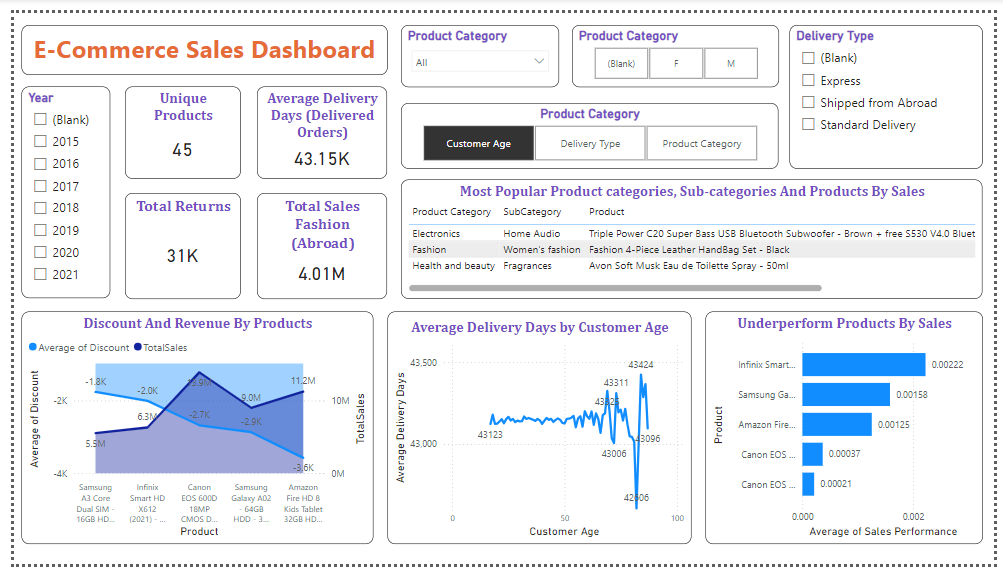 E-Commerce Sales Dashboard
Product Category
All
Product Category
(Blank)
F
M
Delivery Type
(Blank)
Express
Shipped from Abroad
Standard Delivery
Year
(Blank)
2015
2016
2017
2018
2019
2020
2021
Unique
Products
45
Average Delivery
Days (Delivered
Orders)
43.15K
Total Returns
31K
Total Sales
Fashion
(Abroad)
4.01M
Product Category
Customer Age
Delivery Type
Product Category
Most Popular Product categories, Sub-categories And Products By Sales
Product Category SubCategory Product
Electronics Home Audio Triple Power C20 Super Bass USB Bluetooth Subwoofer - Brown + free S530 V4.0 Bluet
Fashion Women's fashion Fashion 4-Piece Leather HandBag Set - Black
Health and beauty Fragrances Avon Soft Musk Eau de Toilette Spray - 50ml
Discount And Revenue By Products
Average of Discount TotalSales
Average of Discount
-2K
-4K
-1.8K
-2.0K
-2.7K
-2.9K
-3.6K
5.5M
6.3M
9.0M
11.2M
10M
0M
TotalSales
Samsung
A3 Core
Dual SIM -
16GB HD...
Infinix
Smart HD
X612
(2021) - ...
Canon
EOS 600D
18MP
CMOS D...
Samsung
Galaxy A02
- 64GB
HDD - 3...
Amazon
Fire HD 8
Kids Tablet
32GB HD...
Product
Average Delivery Days by Customer Age
Average Delivery Days
43,500
43,000
43123
43311
43006
43424
43096
42606
0
50
100
Customer Age
Underperform Products By Sales
Product
Infinix Smart... 0.00222
Samsung Ga... 0.00158
Amazon Fire... 0.00125
Canon EOS ... 0.00037
Canon EOS ... 0.00021
0.000
0.002
Average of Sales Performance